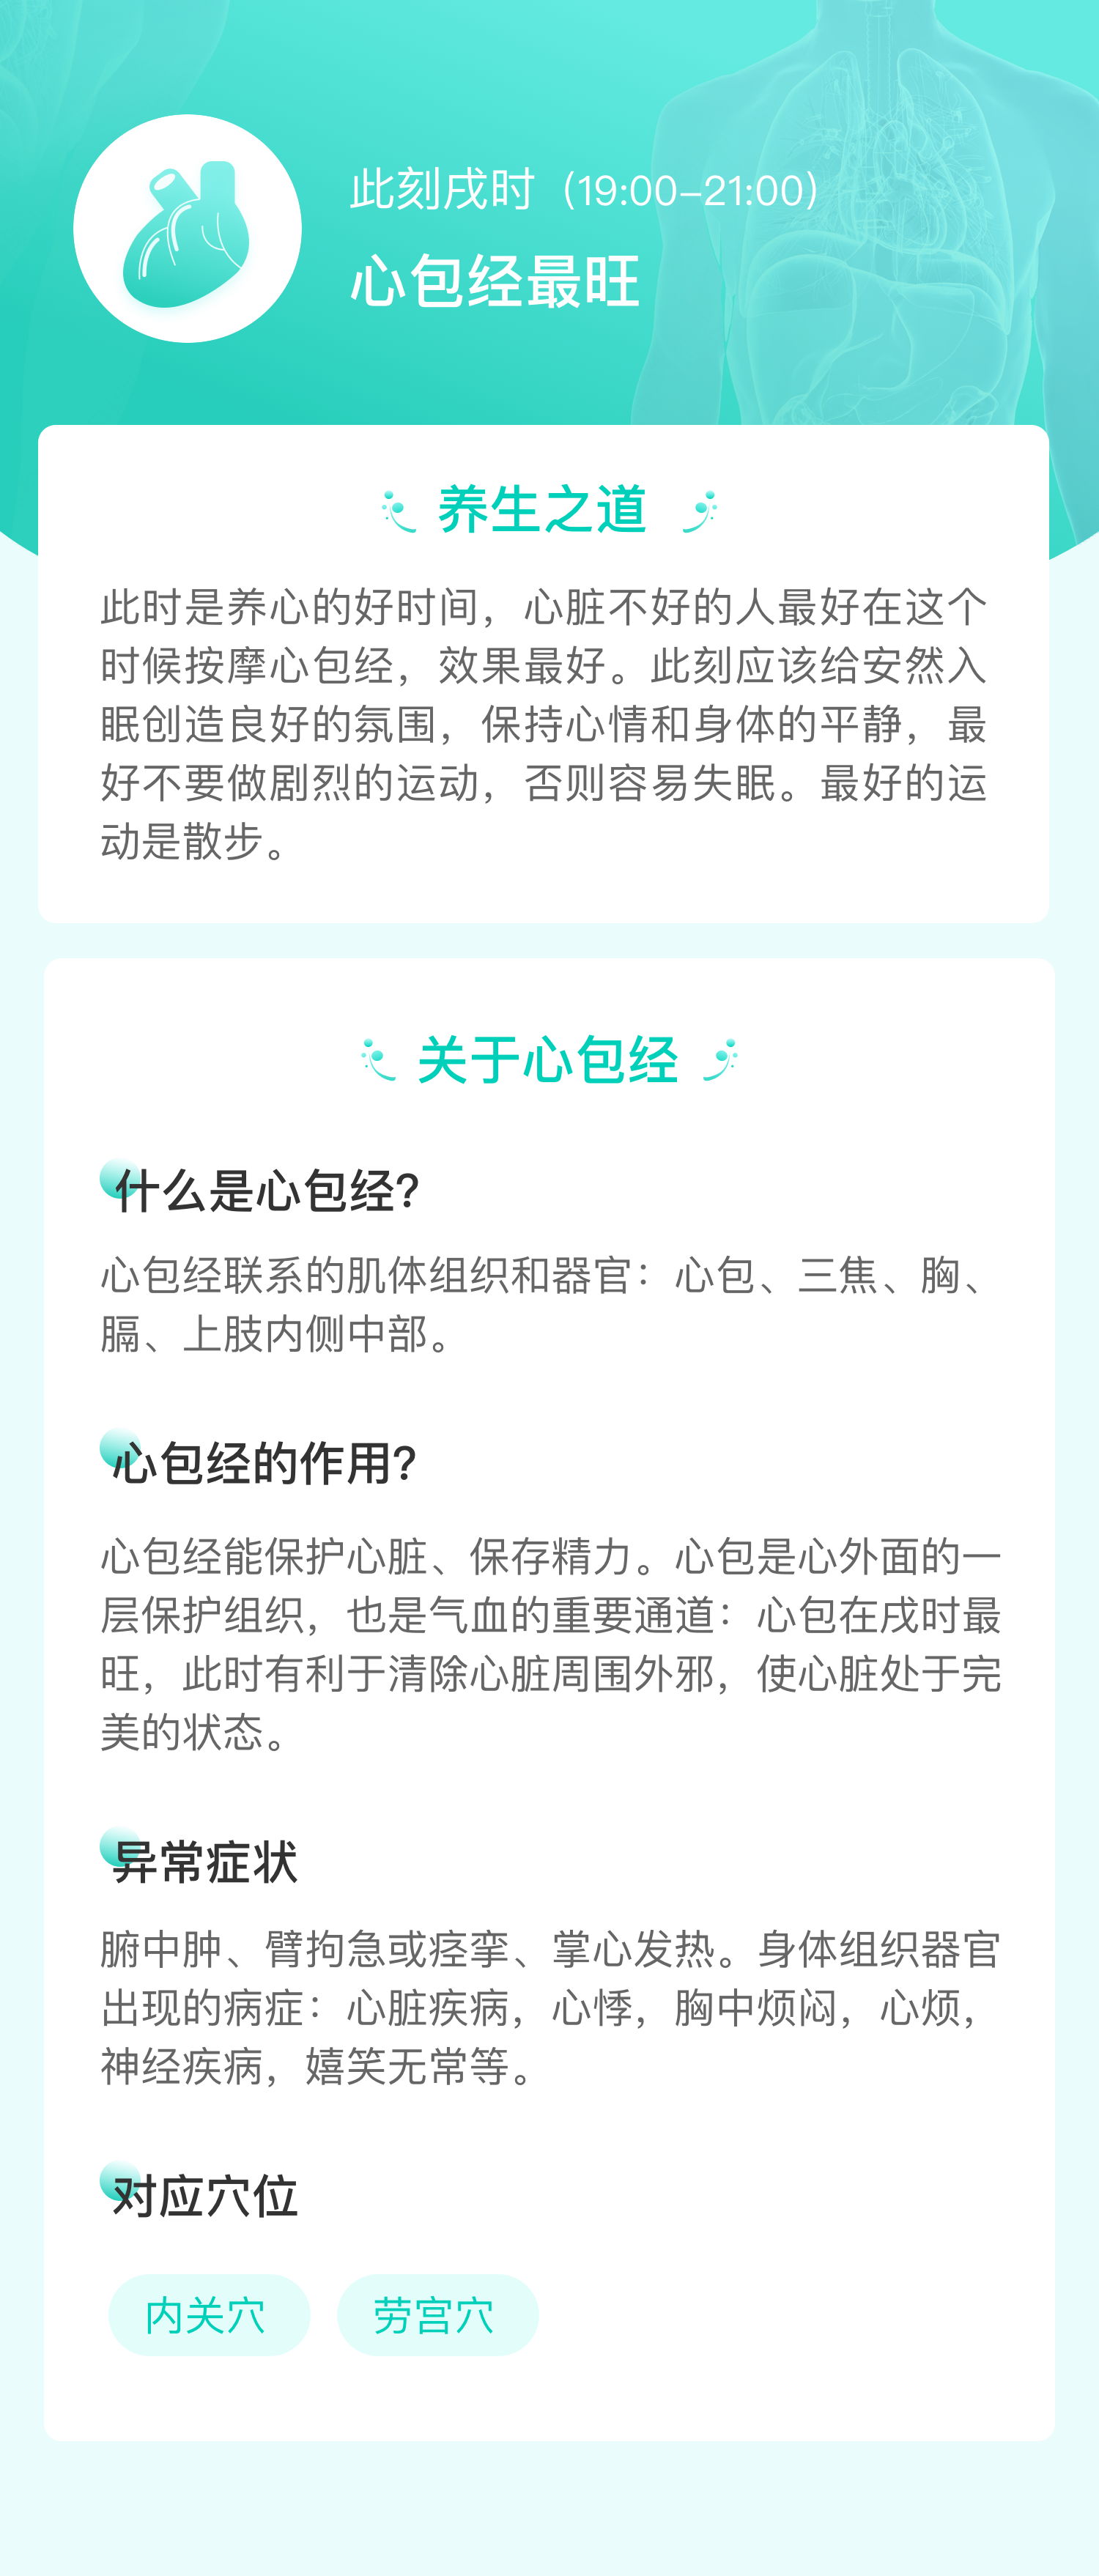 此刻戌时（19:00-21:00）
心包经最旺
养生之道
此时是养心的好时间，心脏不好的人最好在这个
时候按摩心包经，效果最好。此刻应该给安然入
眠创造良好的氛围，保持心情和身体的平静，最
好不要做剧烈的运动，否则容易失眠。最好的运
动是散步。
关于心包经
什么是心包经?
心包经联系的肌体组织和器官：心包、三焦、胸、
膈、上肢内侧中部。
心包经的作用?
心包经能保护心脏、保存精力。心包是心外面的一
层保护组织，也是气血的重要通道：心包在戌时最
旺，此时有利于清除心脏周围外邪，使心脏处于完
美的状态。
异常症状
腑中肿、臂拘急或痉挛、掌心发热。身体组织器官
出现的病症：心脏疾病，心悸，胸中烦闷，心烦，
神经疾病，嬉笑无常等。
对应穴位
内关穴
劳宫穴